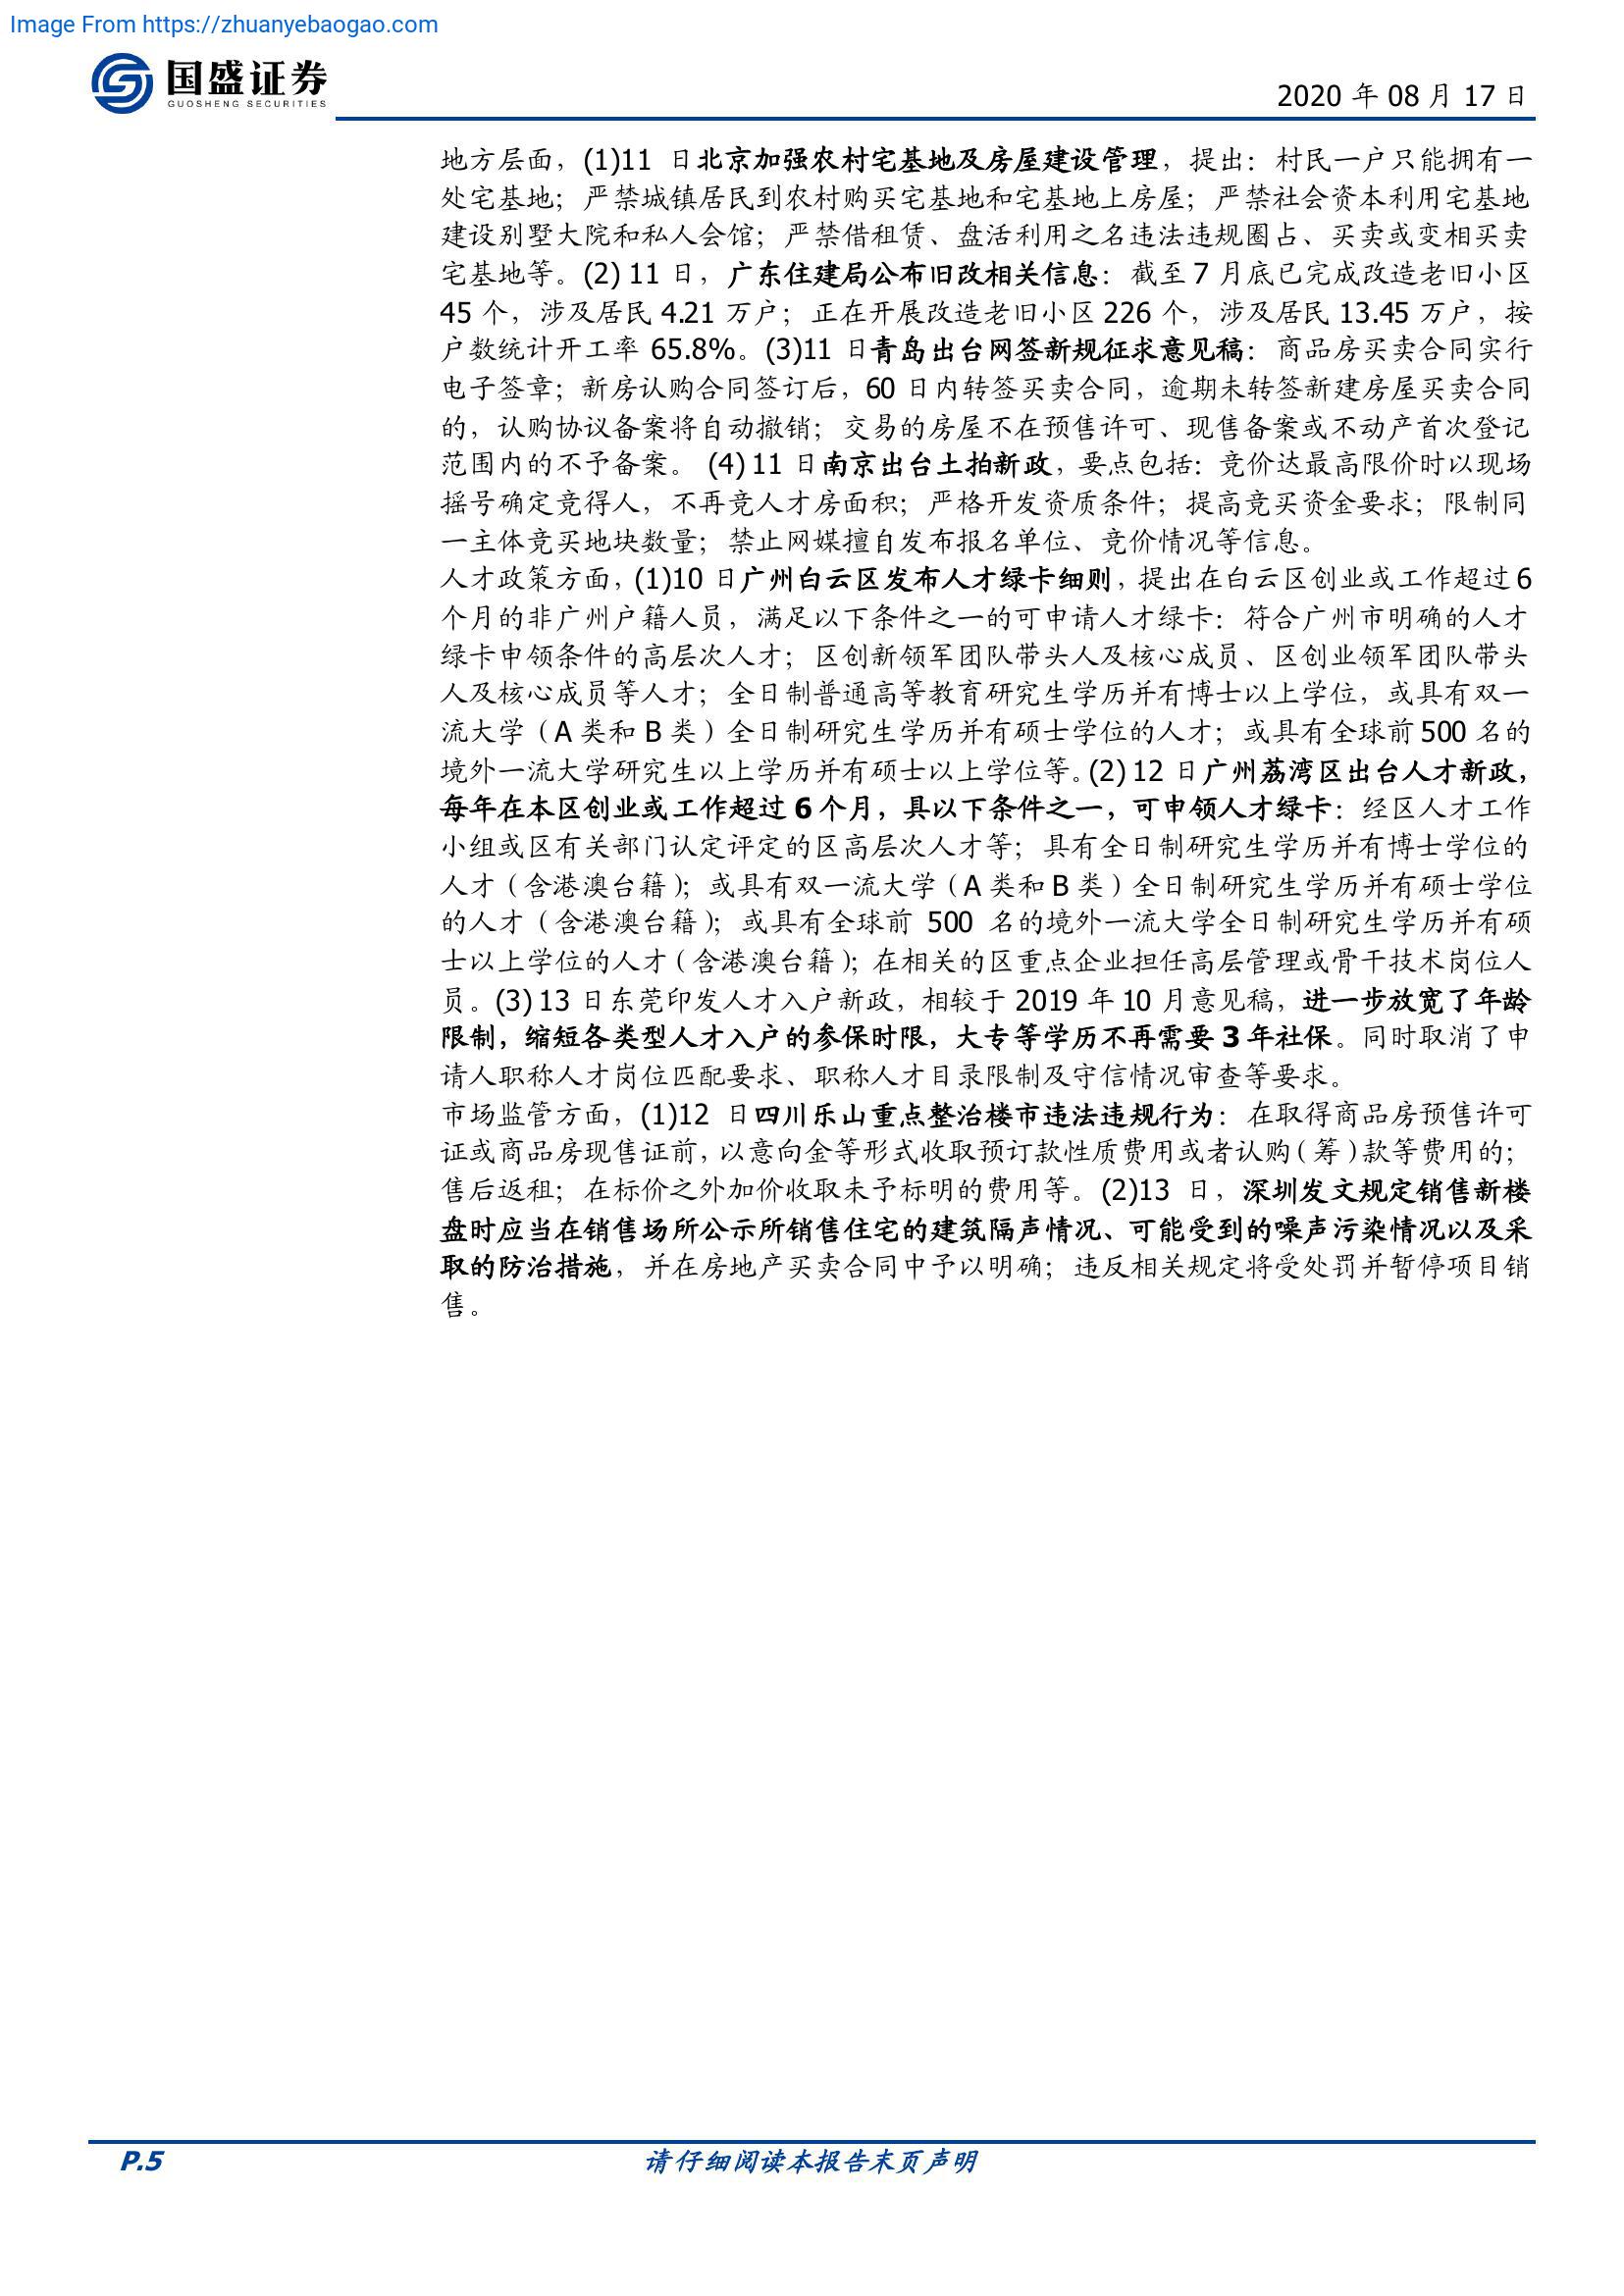 Image From https://zhuanyebaogao.com
国盛证券
GUOSHENG SECURITIES
2020 年 08 月 17 日
地方层面，(1)11 日北京加强农村宅基地及房屋建设管理，提出：村民一户只能拥有一
处宅基地；严禁城镇居民到农村购买宅基地和宅基地上房屋；严禁社会资本利用宅基地
建设别墅大院和私人会馆；严禁借租赁、盘活利用之名违法违规圈占、买卖或变相买卖
宅基地等。(2) 11 日，广东住建局公布旧改相关信息：截至 7 月底已完成改造老旧小区
45 个，涉及居民 4.21 万户；正在开展改造老旧小区 226 个，涉及居民 13.45 万户，按
户数统计开工率 65.8%。(3)11 日青岛出台网签新规征求意见稿：商品房买卖合同实行
电子签章；新房认购合同签订后，60 日内转签买卖合同，逾期未转签新建房屋买卖合同
的，认购协议备案将自动撤销；交易的房屋不在预售许可、现售备案或不动产首次登记
范围内的不予备案。 (4) 11 日南京出台土拍新政，要点包括：竞价达最高限价时以现场
摇号确定竞得人，不再竞人才房面积；严格开发资质条件；提高竞买资金要求；限制同
一主体竞买地块数量；禁止网媒擅自发布报名单位、竞价情况等信息。
人才政策方面，(1)10 日广州白云区发布人才绿卡细则，提出在白云区创业或工作超过 6
个月的非广州户籍人员，满足以下条件之一的可申请人才绿卡：符合广州市明确的人才
绿卡申领条件的高层次人才；区创新领军团队带头人及核心成员、区创业领军团队带头
人及核心成员等人才；全日制普通高等教育研究生学历并有博士以上学位，或具有双一
流大学（A 类和 B 类）全日制研究生学历并有硕士学位的人才；或具有全球前 500 名的
境外一流大学研究生以上学历并有硕士以上学位等。(2) 12 日广州荔湾区出台人才新政，
每年在本区创业或工作超过 6 个月，具以下条件之一，可申领人才绿卡：经区人才工作
小组或区有关部门认定评定的区高层次人才等；具有全日制研究生学历并有博士学位的
人才（含港澳台籍）；或具有双一流大学（A 类和 B 类）全日制研究生学历并有硕士学位
的人才（含港澳台籍）；或具有全球前 500 名的境外一流大学全日制研究生学历并有硕
士以上学位的人才（含港澳台籍）；在相关的区重点企业担任高层管理或骨干技术岗位人
员。(3) 13 日东莞印发人才入户新政，相较于 2019 年 10 月意见稿，进一步放宽了年龄
限制，缩短各类型人才入户的参保时限，大专等学历不再需要 3 年社保。同时取消了申
请人职称人才岗位匹配要求、职称人才目录限制及守信情况审查等要求。
市场监管方面，(1)12 日四川乐山重点整治楼市违法违规行为：在取得商品房预售许可
证或商品房现售证前，以意向金等形式收取预订款性质费用或者认购（筹）款等费用的；
售后返租；在标价之外加价收取未予标明的费用等。(2)13 日，深圳发文规定销售新楼
盘时应当在销售场所公示所销售住宅的建筑隔声情况、可能受到的噪声污染情况以及采
取的防治措施，并在房地产买卖合同中予以明确；违反相关规定将受处罚并暂停项目销
售。
P.5
请仔细阅读本报告末页声明